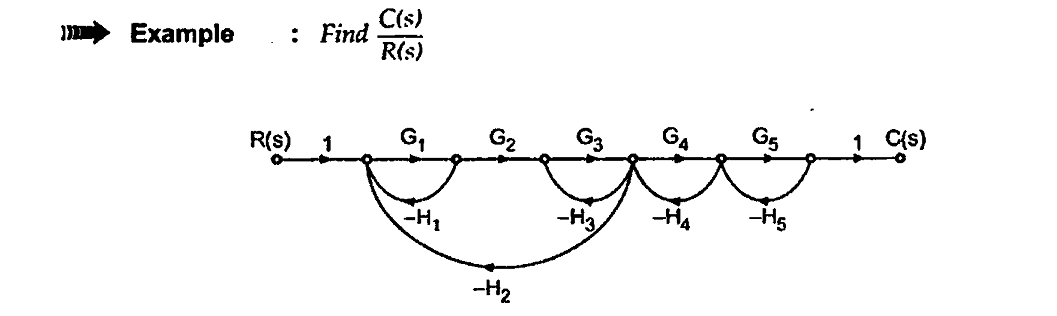 Example : Find C(s)/R(s)
R(s) 1 G₁ G₂ G₃ G₄ G₅ 1 C(s)
–H₁ –H₃ –H₄ –H₅
–H₂